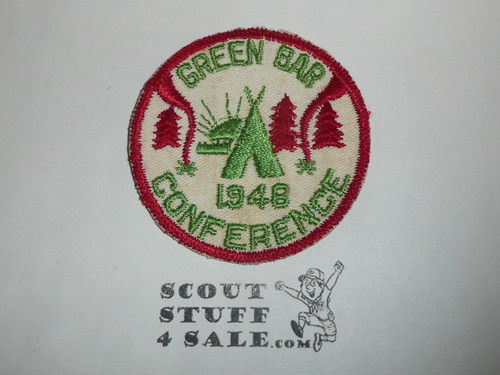 GREEN BAR
1948
CONFERENCE
SCOUT
STUFF
4 SALE.COM